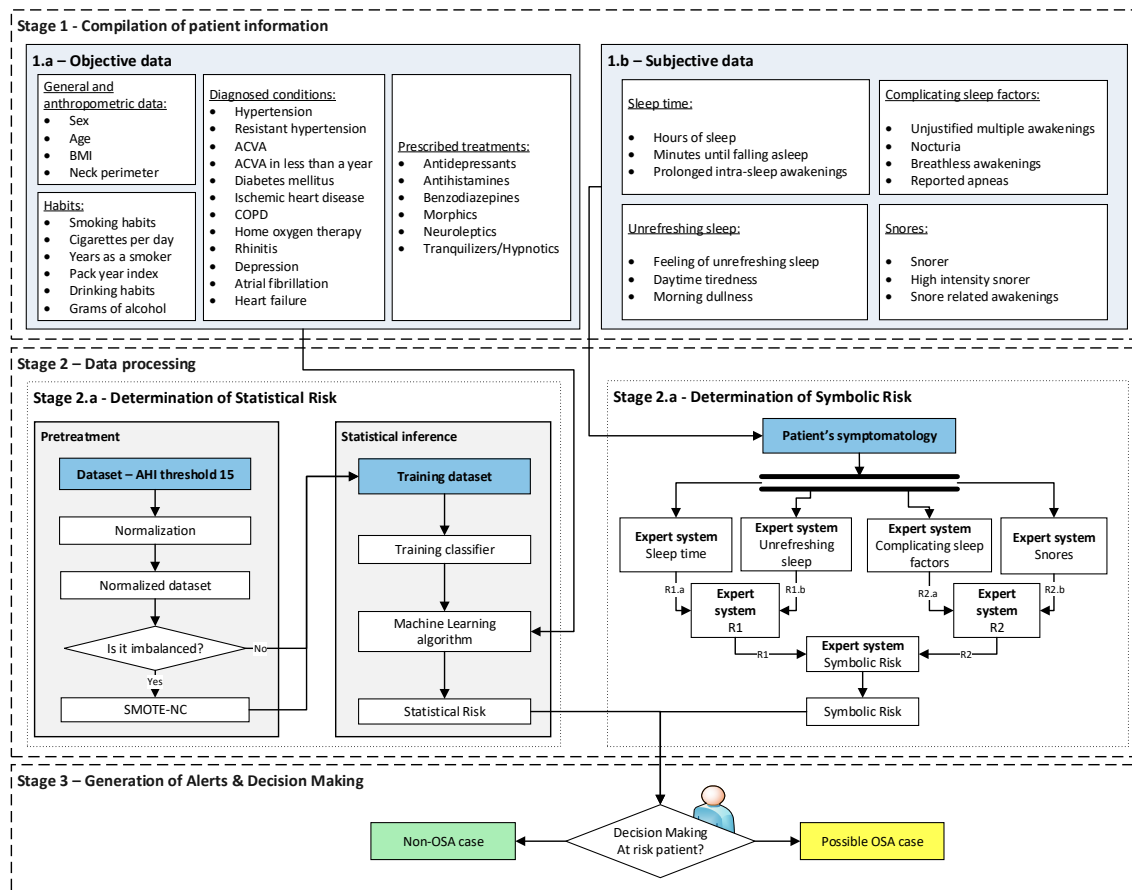 Stage 1 - Compilation of patient information
1.a – Objective data
General and
anthropometric data:
Sex
Age
BMI
Neck perimeter
Habits:
Smoking habits
Cigarettes per day
Years as a smoker
Pack year index
Drinking habits
Grams of alcohol
Diagnosed conditions:
Hypertension
Resistant hypertension
ACVA
ACVA in less than a year
Diabetes mellitus
Ischemic heart disease
COPD
Home oxygen therapy
Rhinitis
Depression
Atrial fibrillation
Heart failure
Prescribed treatments:
Antidepressants
Antihistamines
Benzodiazepines
Morphics
Neuroleptics
Tranquilizers/Hypnotics
1.b – Subjective data
Sleep time:
Hours of sleep
Minutes until falling asleep
Prolonged intra-sleep awakenings
Complicating sleep factors:
Unjustified multiple awakenings
Nocturia
Breathless awakenings
Reported apneas
Unrefreshing sleep:
Feeling of unrefreshing sleep
Daytime tiredness
Morning dullness
Snores:
Snorer
High intensity snorer
Snore related awakenings
Stage 2 – Data processing
Stage 2.a - Determination of Statistical Risk
Pretreatment
Dataset – AHI threshold 15
Normalization
Normalized dataset
Is it imbalanced?
No
Yes
SMOTE-NC
Statistical inference
Training dataset
Training classifier
Machine Learning
algorithm
Statistical Risk
Stage 2.a - Determination of Symbolic Risk
Patient's symptomatology
Expert system
Sleep time
Expert system
Unrefreshing
sleep
Expert system
Complicating sleep
factors
Expert system
Snores
R1.a
R1.b
R2.a
R2.b
Expert
system
R1
Expert
system
R2
R1
Expert system
Symbolic Risk
R2
Symbolic Risk
Stage 3 – Generation of Alerts & Decision Making
Non-OSA case
Decision Making
At risk patient?
Possible OSA case